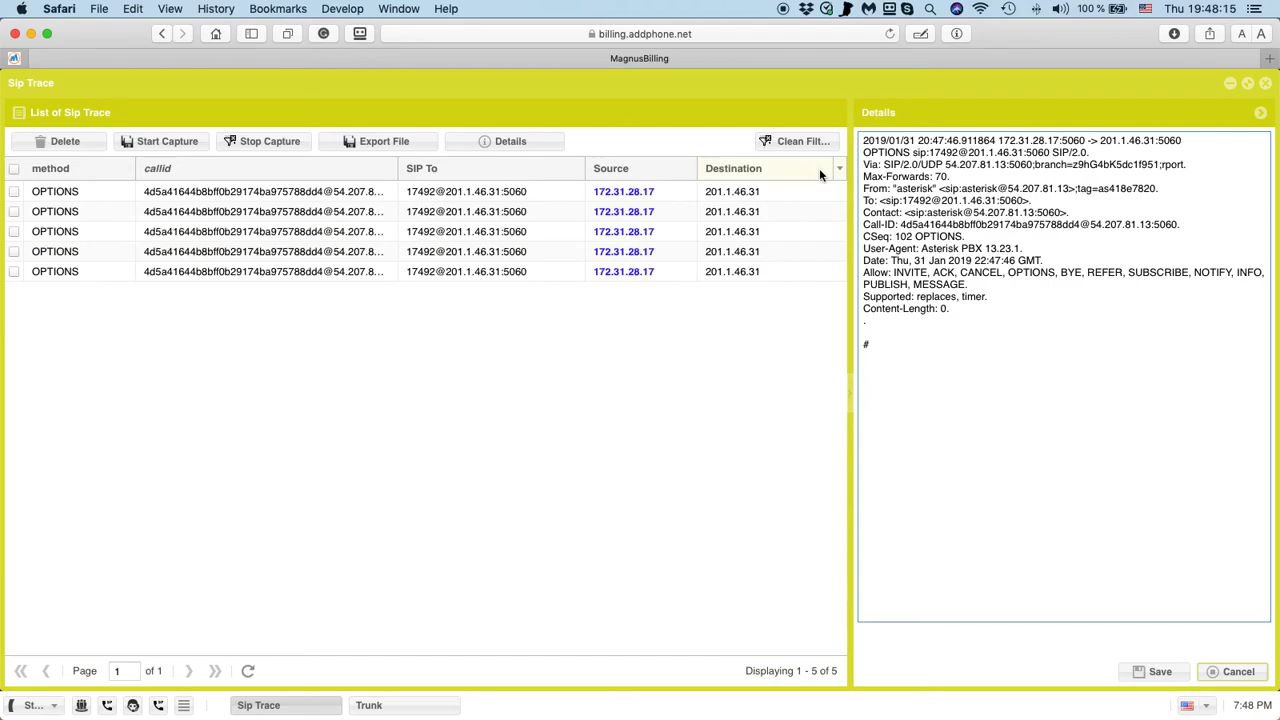 Safari File Edit View History Bookmarks Develop Window Help 100 % Thu 19:48:15
billing.addphone.net A A
MagnusBilling
Sip Trace
List of Sip Trace
Details
Delete Start Capture Stop Capture Export File Details Clean Filt...
method callid SIP To Source Destination
OPTIONS 4d5a41644b8bff0b29174ba975788dd4@54.207.8... 17492@201.1.46.31:5060 172.31.28.17 201.1.46.31
OPTIONS 4d5a41644b8bff0b29174ba975788dd4@54.207.8... 17492@201.1.46.31:5060 172.31.28.17 201.1.46.31
OPTIONS 4d5a41644b8bff0b29174ba975788dd4@54.207.8... 17492@201.1.46.31:5060 172.31.28.17 201.1.46.31
OPTIONS 4d5a41644b8bff0b29174ba975788dd4@54.207.8... 17492@201.1.46.31:5060 172.31.28.17 201.1.46.31
OPTIONS 4d5a41644b8bff0b29174ba975788dd4@54.207.8... 17492@201.1.46.31:5060 172.31.28.17 201.1.46.31
2019/01/31 20:47:46.911864 172.31.28.17:5060 -> 201.1.46.31:5060
OPTIONS sip:17492@201.1.46.31:5060 SIP/2.0.
Via: SIP/2.0/UDP 54.207.81.13:5060;branch=z9hG4bK5dc1f951;rport.
Max-Forwards: 70.
From: "asterisk" <sip:asterisk@54.207.81.13>;tag=as418e7820.
To: <sip:17492@201.1.46.31:5060>.
Contact: <sip:asterisk@54.207.81.13:5060>.
Call-ID: 4d5a41644b8bff0b29174ba975788dd4@54.207.81.13:5060.
CSeq: 102 OPTIONS.
User-Agent: Asterisk PBX 13.23.1.
Date: Thu, 31 Jan 2019 22:47:46 GMT.
Allow: INVITE, ACK, CANCEL, OPTIONS, BYE, REFER, SUBSCRIBE, NOTIFY, INFO,
PUBLISH, MESSAGE.
Supported: replaces, timer.
Content-Length: 0.
.
#
Page 1 of 1 Displaying 1 - 5 of 5
Save Cancel
St... Sip Trace Trunk 7:48 PM